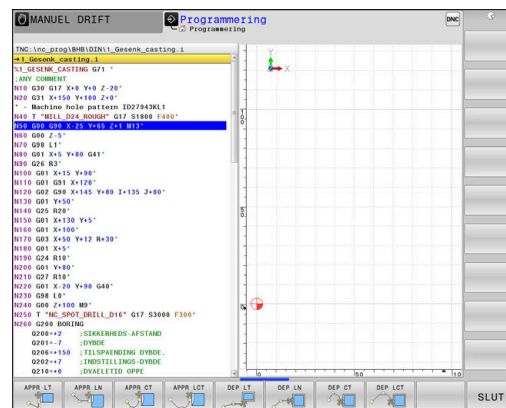 MANUEL DRIFT
Programmering
Programmering
DNC
TNC:\nc_prog\BHB\DIN\1_Gesenk_casting.i
→1_Gesenk_casting.i
%1_GESENK_CASTING G71 *
;ANY COMMENT
N10 G30 G17 X+0 Y+0 Z-20*
N20 G31 X+150 Y+100 Z+0*
* - Machine hole pattern ID27943KL1
N40 T "MILL_D24_ROUGH" G17 S1800 F400*
N50 G00 G90 X-25 Y+65 Z+1 M13*
N60 G00 Z-5*
N70 G98 L1*
N80 G01 X+5 Y+80 G41*
N90 G26 R3*
N100 G01 X+15 Y+90*
N110 G01 G91 X+120*
N120 G02 G90 X+145 Y+80 I+135 J+80*
N130 G01 Y+50*
N140 G25 R20*
N150 G01 X+130 Y+5*
N160 G01 X+100*
N170 G03 X+50 Y+12 R+30*
N180 G01 X+5*
N190 G24 R10*
N200 G01 Y+80*
N210 G27 R10*
N220 G01 X-20 Y+90 G40*
N230 G98 L0*
N240 G00 Z+100 M9*
N250 T "NC_SPOT_DRILL_D16" G17 S3000 F300*
N260 G200 BORING
Q200=+2 ;SIKKERHEDS-AFSTAND
Q201=-7 ;DYBDE
Q206=+150 ;TILSPAENDING DYBDE.
Q202=+7 ;INDSTILLINGS-DYBDE
Q210=+0 ;DVAELETID OPPE
Y
X
100
50
0
0
50
10
APPR LT
APPR LN
APPR CT
APPR LCT
DEP LT
DEP LN
DEP CT
DEP LCT
SLUT